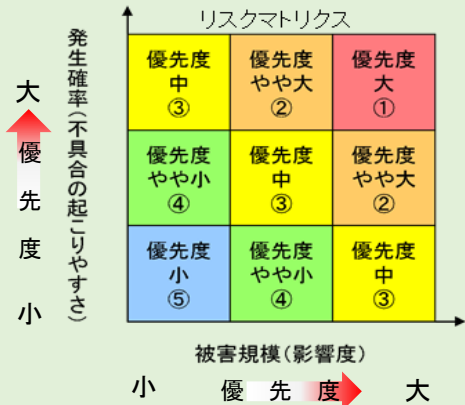 リスクマトリクス
大
優
先
度
小
発生確率(不具合の起こりやすさ)
優先度
中
③
優先度
やや大
②
優先度
大
①
優先度
やや小
④
優先度
中
③
優先度
やや大
②
優先度
小
⑤
優先度
やや小
④
優先度
中
③
被害規模(影響度)
小 優 先 度 大